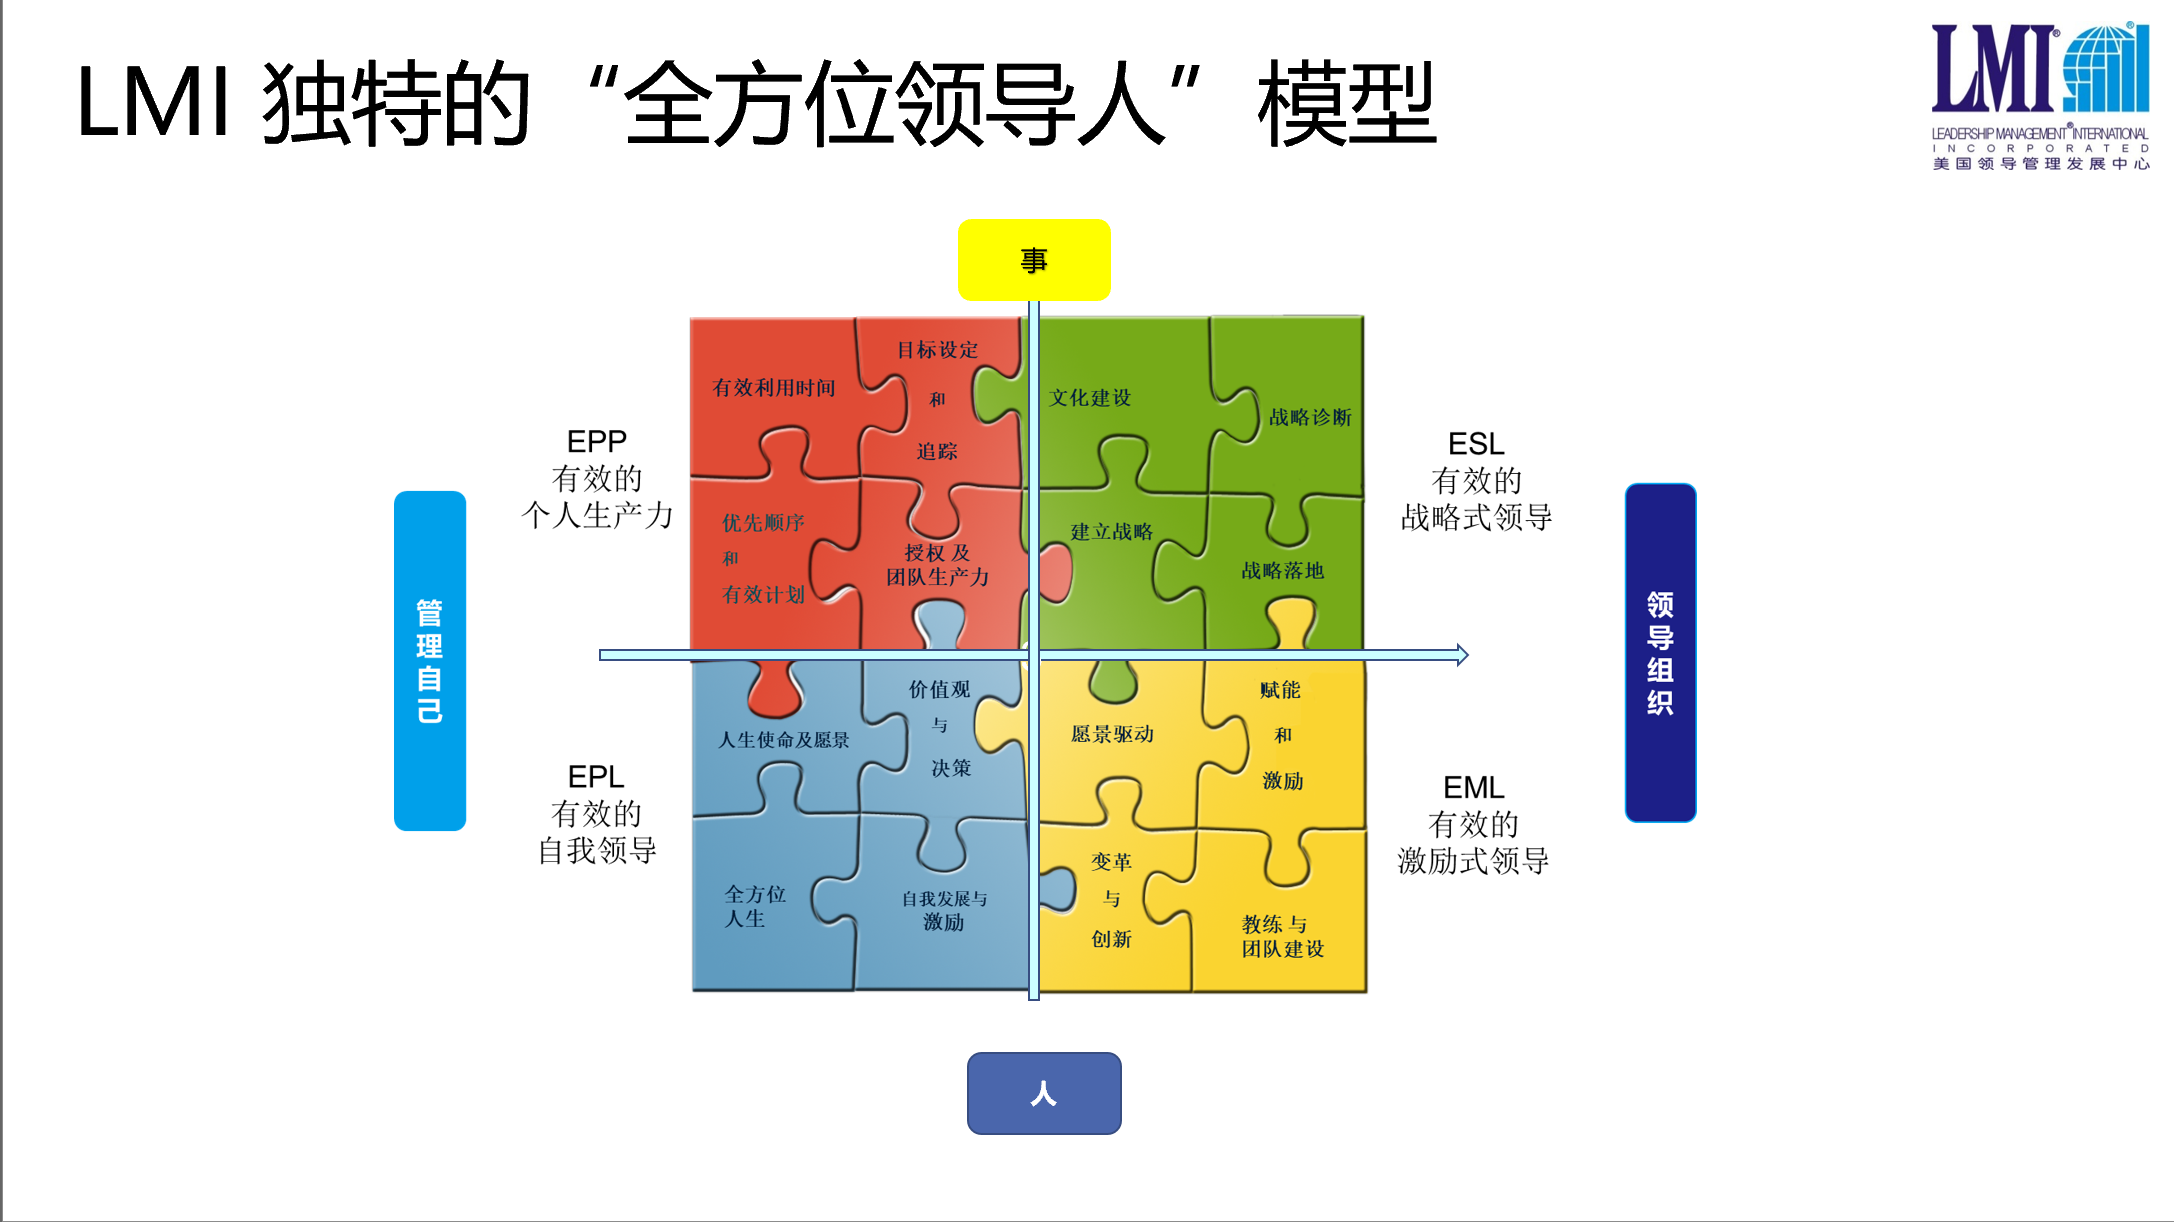 LMI 独特的 “全方位领导人” 模型
LMI®
LEADERSHIP MANAGEMENT® INTERNATIONAL
INCORPORATED
美国领导管理发展中心
事
有效利用时间
目标设定
和
追踪
文化建设
战略诊断
EPP
有效的
个人生产力
ESL
有效的
战略式领导
优先顺序
和
有效计划
授权 及
团队生产力
建立战略
战略落地
管理自己
领导组织
人生使命及愿景
价值观
与
决策
愿景驱动
赋能
和
激励
EPL
有效的
自我领导
EML
有效的
激励式领导
全方位
人生
自我发展与
激励
变革
与
创新
教练 与
团队建设
人